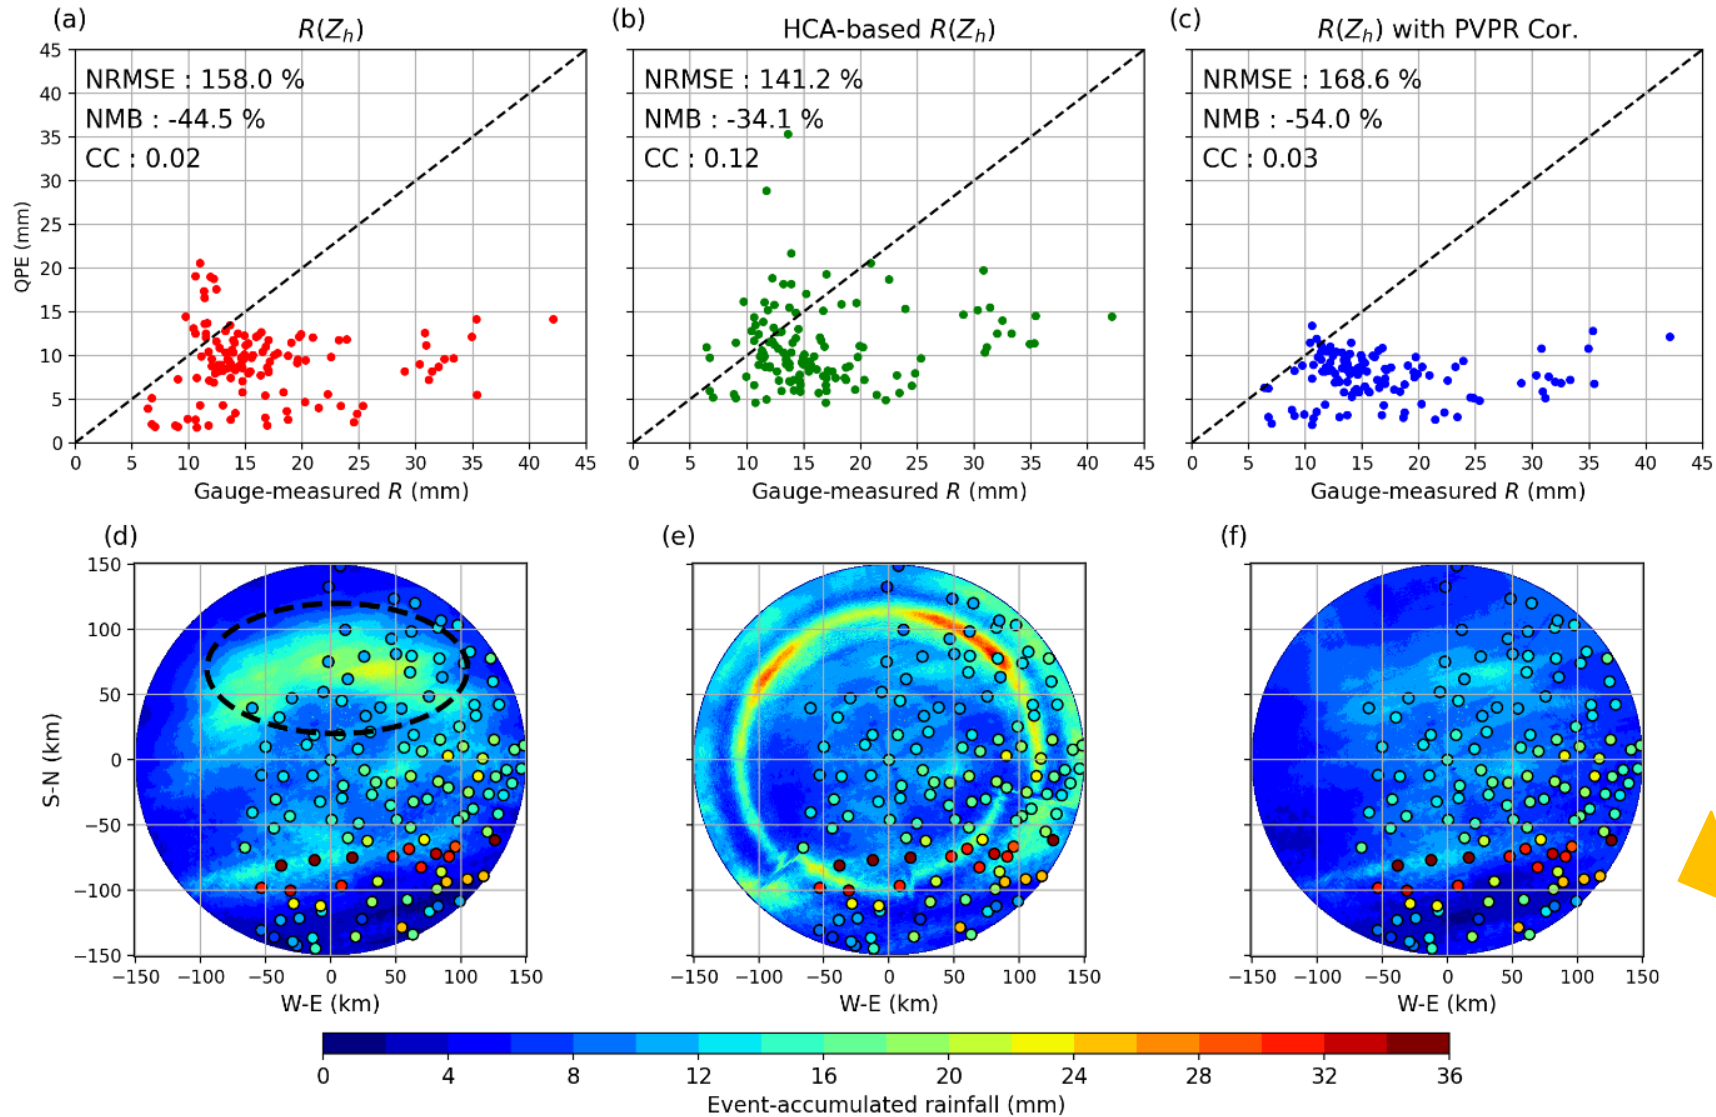 (a)
R(Zh)
NRMSE : 158.0 %
NMB : -44.5 %
CC : 0.02
QPE (mm)
45
40
35
30
25
20
15
10
5
0
0 5 10 15 20 25 30 35 40 45
Gauge-measured R (mm)
(b)
HCA-based R(Zh)
NRMSE : 141.2 %
NMB : -34.1 %
CC : 0.12
0 5 10 15 20 25 30 35 40 45
Gauge-measured R (mm)
(c)
R(Zh) with PVPR Cor.
NRMSE : 168.6 %
NMB : -54.0 %
CC : 0.03
0 5 10 15 20 25 30 35 40 45
Gauge-measured R (mm)
(d)
S-N (km)
150
100
50
0
−50
−100
−150
−150 −100 −50 0 50 100 150
W-E (km)
(e)
−150 −100 −50 0 50 100 150
W-E (km)
(f)
−150 −100 −50 0 50 100 150
W-E (km)
0 4 8 12 16 20 24 28 32 36
Event-accumulated rainfall (mm)